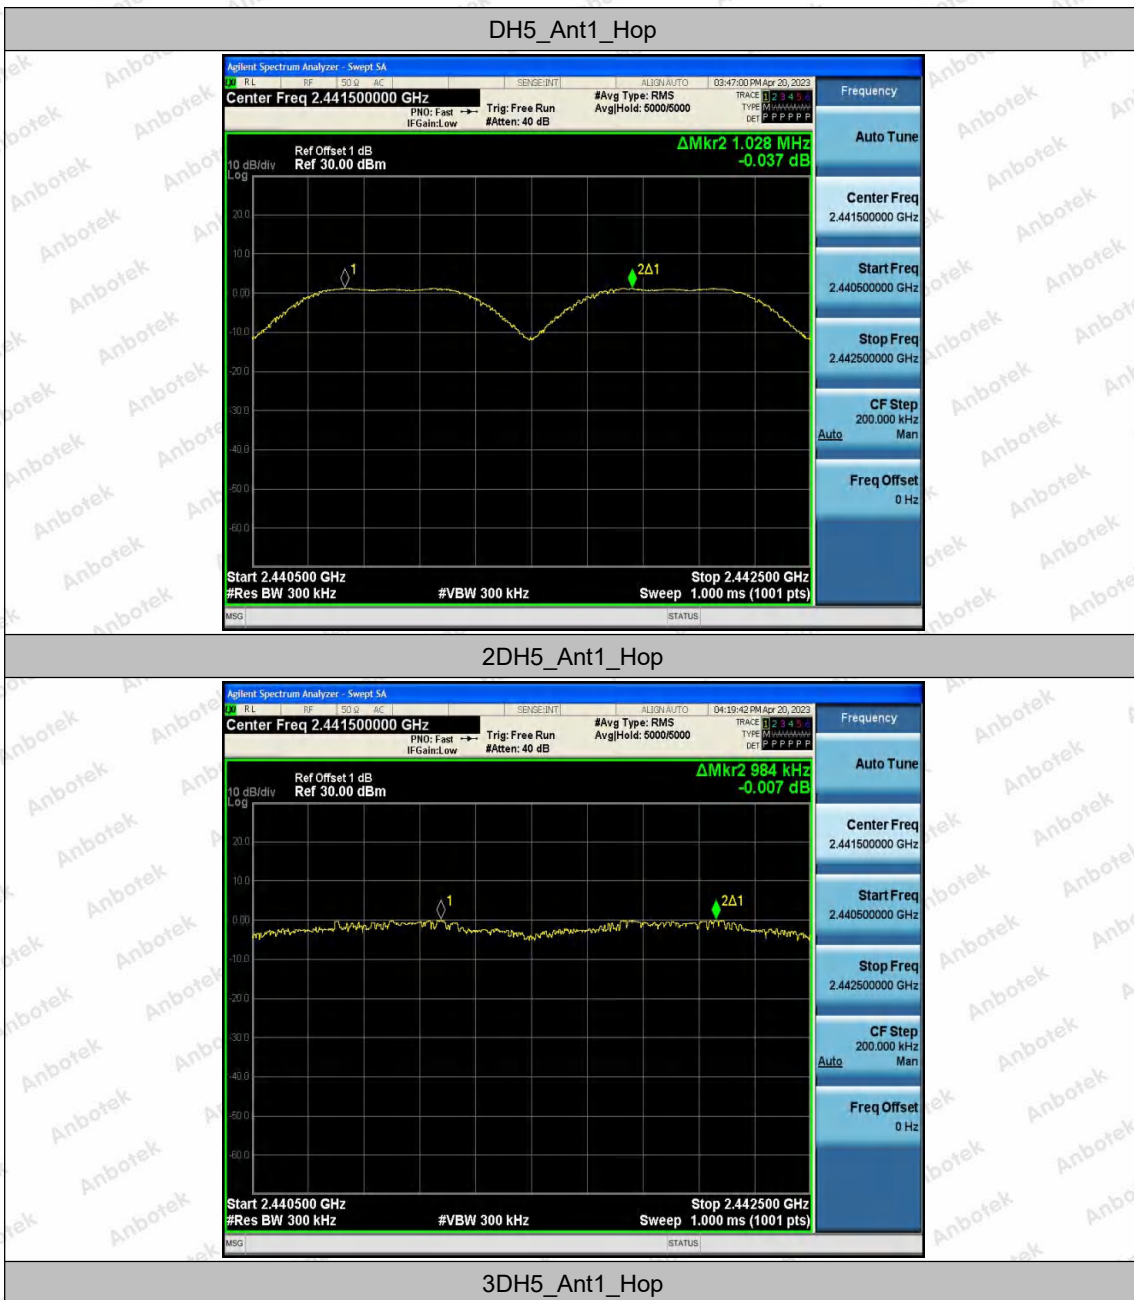 DH5_Ant1_Hop
Agilent Spectrum Analyzer - Swept SA
RL RF 50 Ω AC SENSE:INT ALIGN AUTO 03:47:00 PM Apr 20, 2023
Center Freq 2.441500000 GHz #Avg Type: RMS TRACE 1 2 3 4 5 6
PNO: Fast Trig: Free Run Avg|Hold: 5000/5000 TYPE M
IFGain:Low #Atten: 40 dB DET P P P P P P
Frequency
Auto Tune
ΔMkr2 1.028 MHz
-0.037 dB
Ref Offset 1 dB
10 dB/div Ref 30.00 dBm
Log
20.0
10.0
0.00
-10.0
-20.0
-30.0
-40.0
-50.0
-60.0
1
2Δ1
Center Freq
2.441500000 GHz
Start Freq
2.440500000 GHz
Stop Freq
2.442500000 GHz
CF Step
200.000 kHz
Auto Man
Freq Offset
0 Hz
Start 2.440500 GHz Stop 2.442500 GHz
#Res BW 300 kHz #VBW 300 kHz Sweep 1.000 ms (1001 pts)
MSG STATUS
2DH5_Ant1_Hop
Agilent Spectrum Analyzer - Swept SA
RL RF 50 Ω AC SENSE:INT ALIGN AUTO 04:19:42 PM Apr 20, 2023
Center Freq 2.441500000 GHz #Avg Type: RMS TRACE 1 2 3 4 5 6
PNO: Fast Trig: Free Run Avg|Hold: 5000/5000 TYPE M
IFGain:Low #Atten: 40 dB DET P P P P P P
Frequency
Auto Tune
ΔMkr2 984 kHz
-0.007 dB
Ref Offset 1 dB
10 dB/div Ref 30.00 dBm
Log
20.0
10.0
0.00
-10.0
-20.0
-30.0
-40.0
-50.0
-60.0
1
2Δ1
Center Freq
2.441500000 GHz
Start Freq
2.440500000 GHz
Stop Freq
2.442500000 GHz
CF Step
200.000 kHz
Auto Man
Freq Offset
0 Hz
Start 2.440500 GHz Stop 2.442500 GHz
#Res BW 300 kHz #VBW 300 kHz Sweep 1.000 ms (1001 pts)
MSG STATUS
3DH5_Ant1_Hop